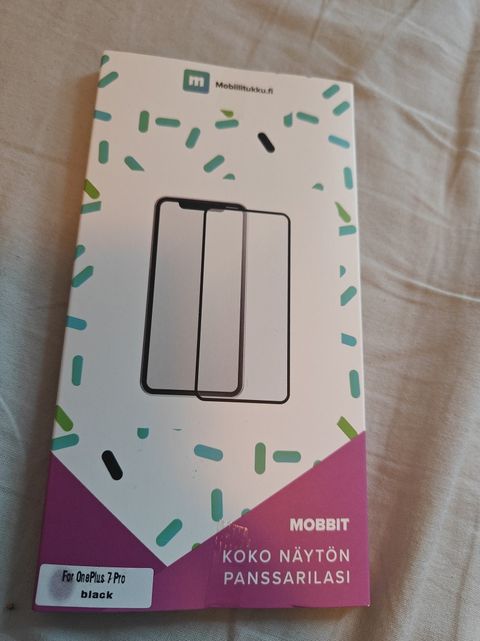 m Mobiilitukku.fi
MOBBIT
KOKO NÄYTÖN
PANSSARILASI
For OnePlus 7 Pro
black